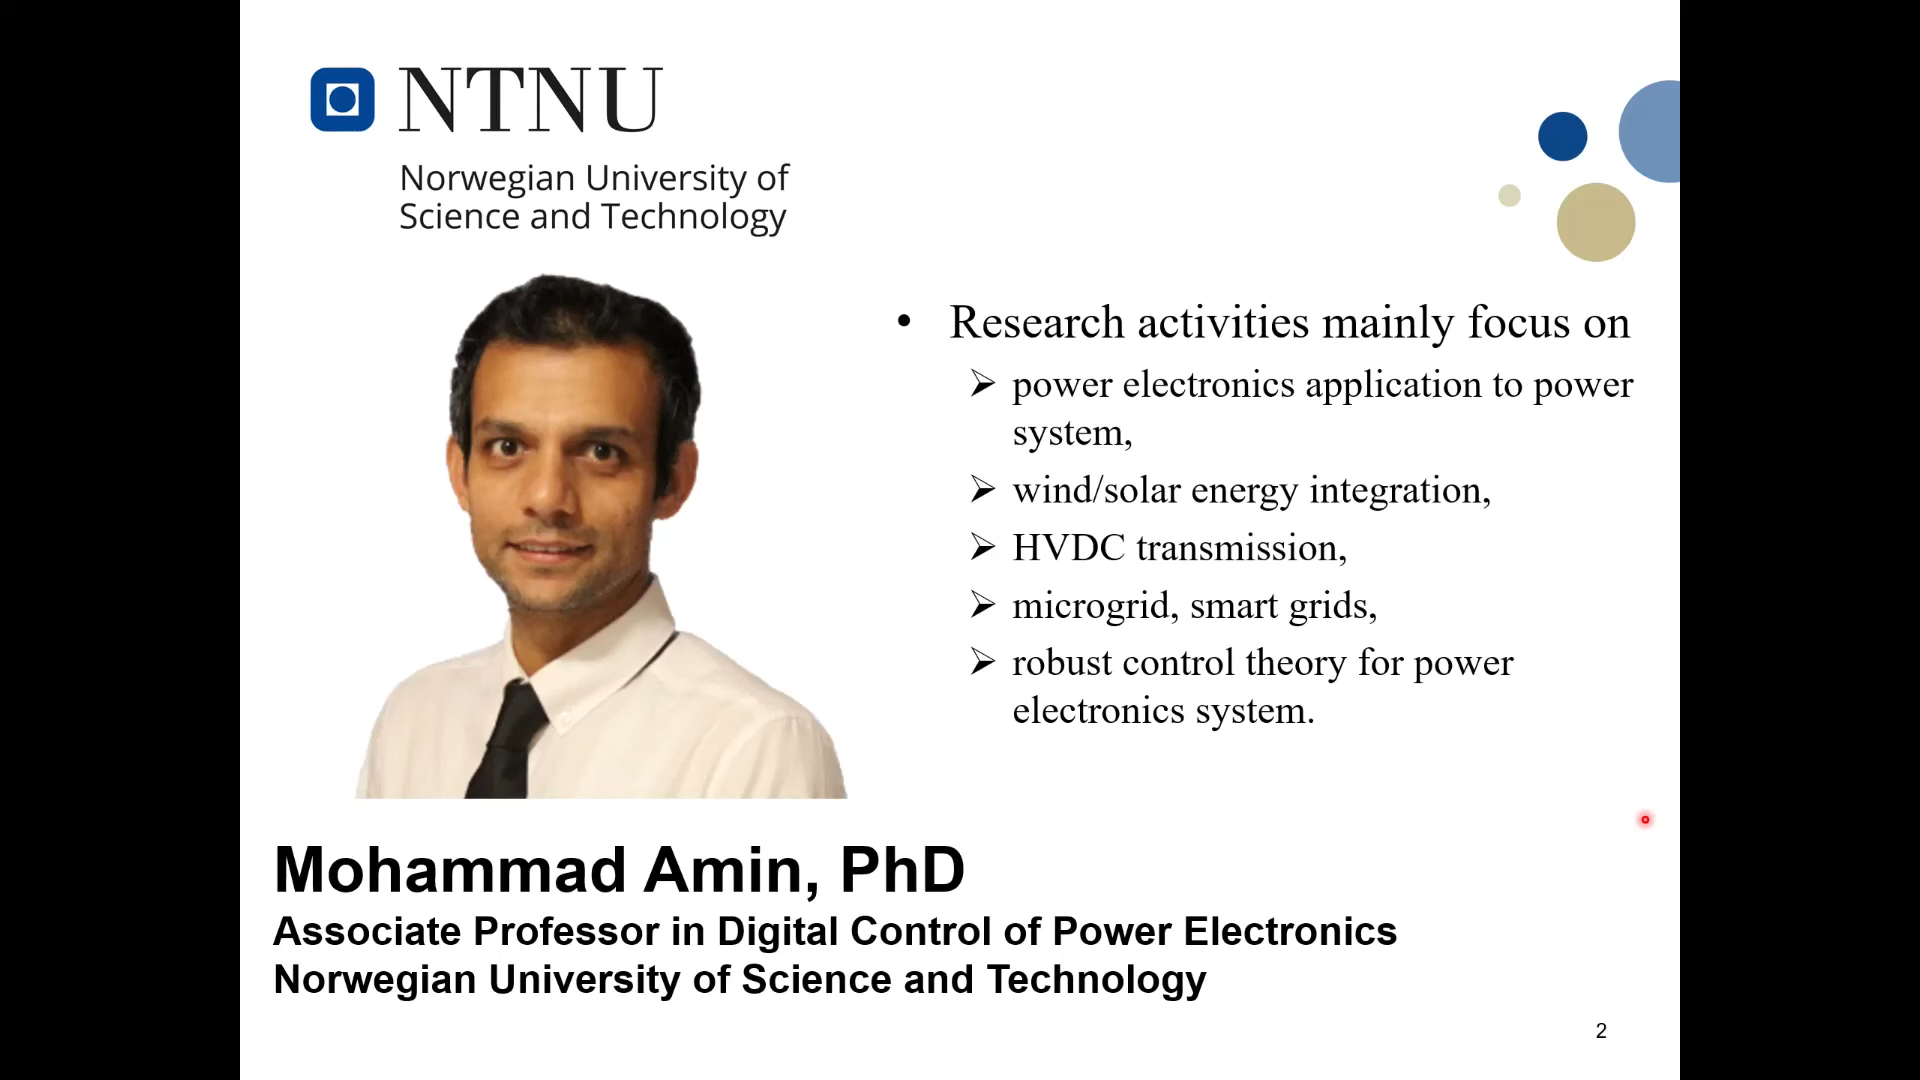 NTNU
Norwegian University of
Science and Technology
• Research activities mainly focus on
➢ power electronics application to power
system,
➢ wind/solar energy integration,
➢ HVDC transmission,
➢ microgrid, smart grids,
➢ robust control theory for power
electronics system.
Mohammad Amin, PhD
Associate Professor in Digital Control of Power Electronics
Norwegian University of Science and Technology
2